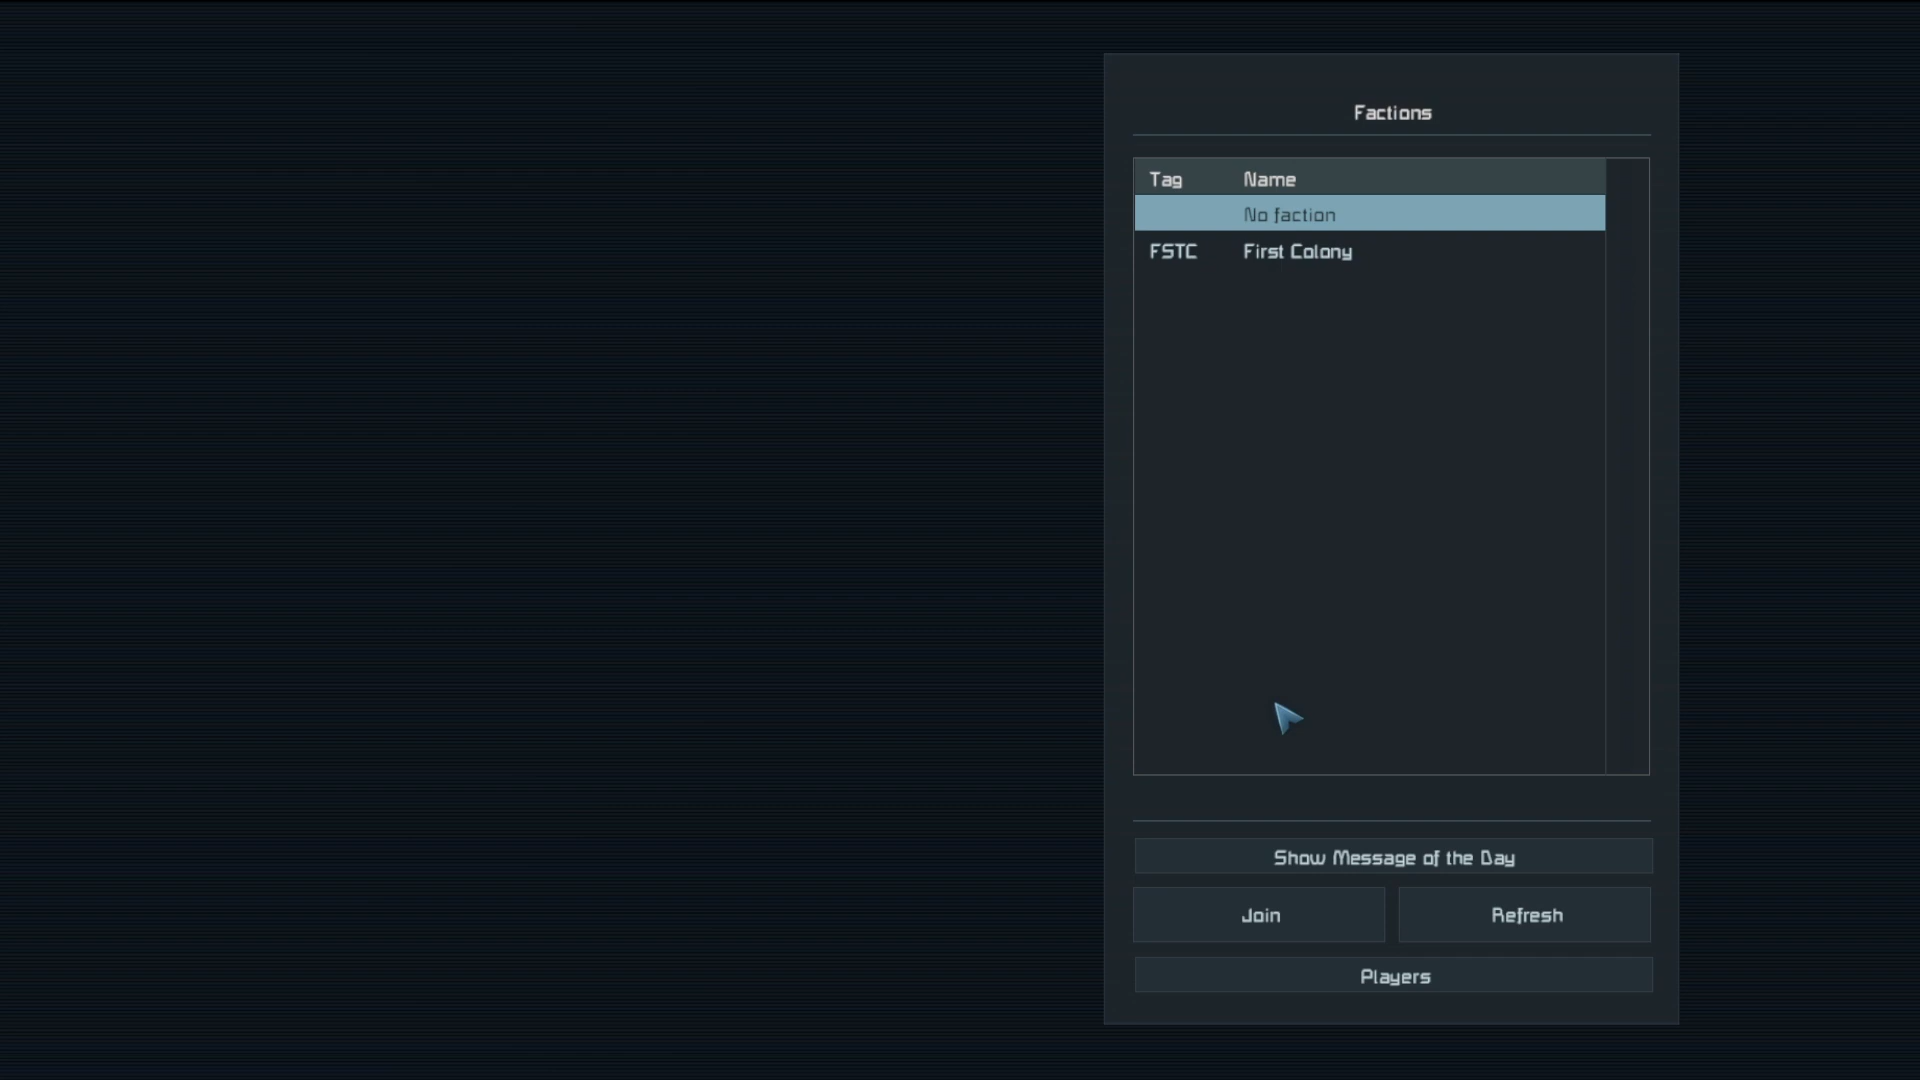 Factions
Tag Name
No faction
FSTC First Colony
Show Message of the Day
Join Refresh
Players